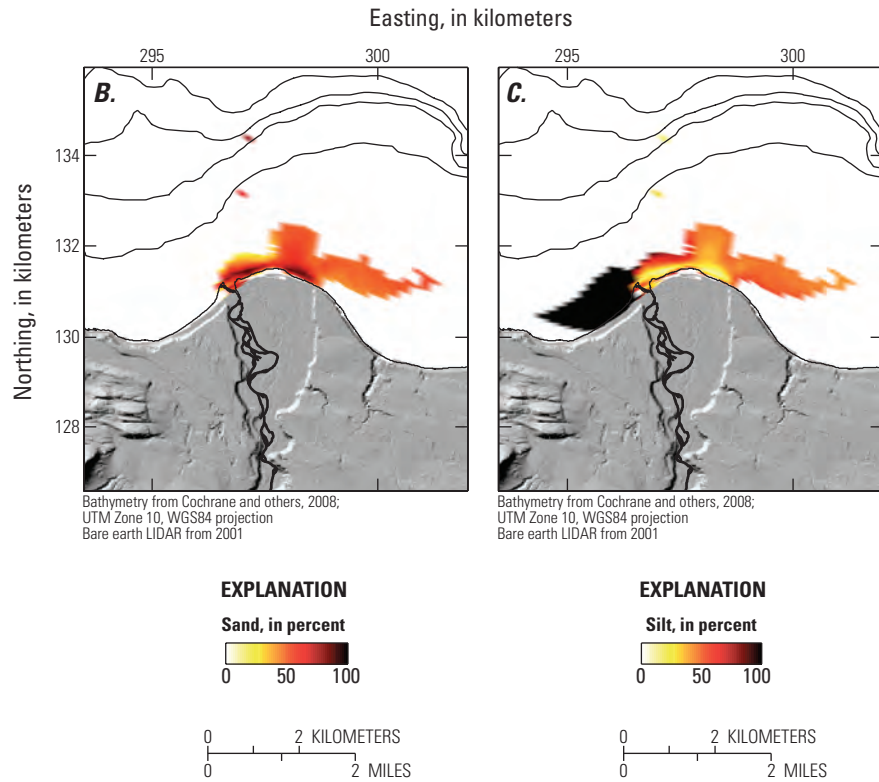 Easting, in kilometers
295 300 295 300
B. C.
134
132
130
128
Northing, in kilometers
Bathymetry from Cochrane and others, 2008;
UTM Zone 10, WGS84 projection
Bare earth LIDAR from 2001
Bathymetry from Cochrane and others, 2008;
UTM Zone 10, WGS84 projection
Bare earth LIDAR from 2001
EXPLANATION
Sand, in percent
0 50 100
0 2 KILOMETERS
0 2 MILES
EXPLANATION
Silt, in percent
0 50 100
0 2 KILOMETERS
0 2 MILES